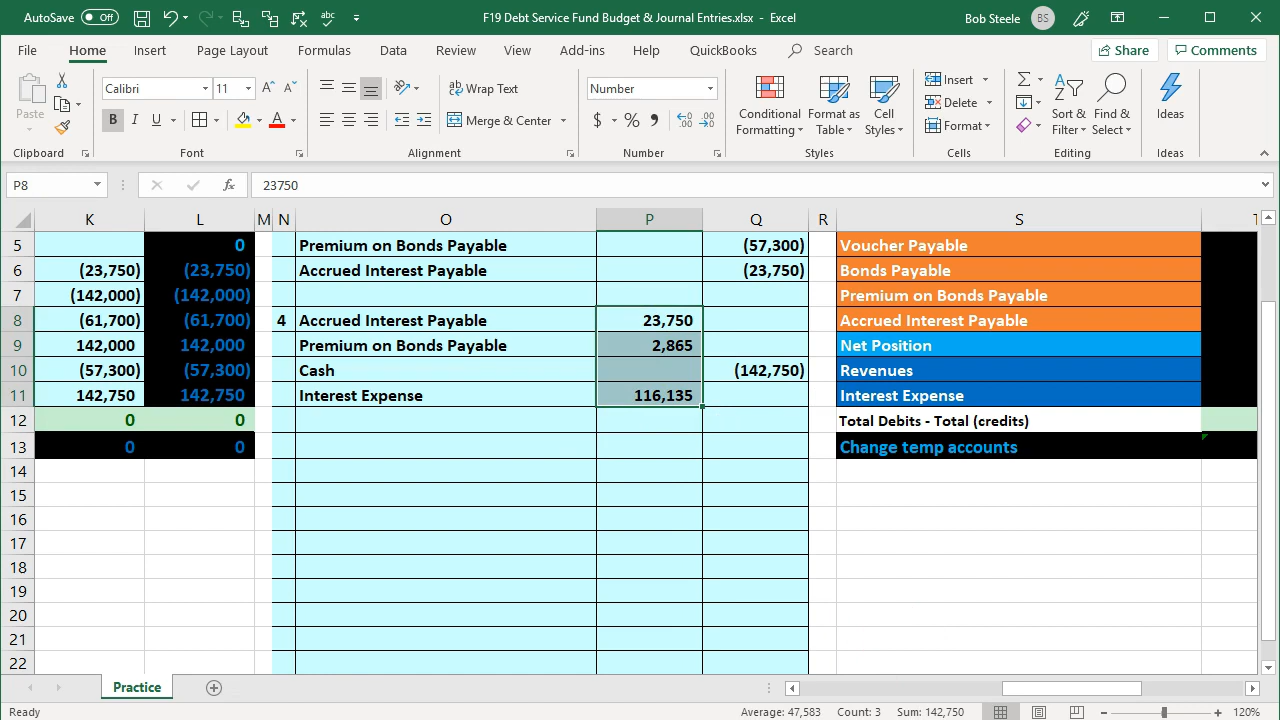 AutoSave Off
F19 Debt Service Fund Budget & Journal Entries.xlsx - Excel
Bob Steele BS
File Home Insert Page Layout Formulas Data Review View Add-ins Help QuickBooks Search Share Comments
Paste
Calibri 11
B I U A
ab Wrap Text
Merge & Center
Number
$ % ,
Conditional Formatting
Format as Table
Cell Styles
Insert
Delete
Format
Sort & Filter
Find & Select
Ideas
Clipboard Font Alignment Number Styles Cells Editing Ideas
P8 fx 23750
K L M N O P Q R S
5 0 Premium on Bonds Payable (57,300) Voucher Payable
6 (23,750) (23,750) Accrued Interest Payable (23,750) Bonds Payable
7 (142,000) (142,000) Premium on Bonds Payable
8 (61,700) (61,700) 4 Accrued Interest Payable 23,750 Accrued Interest Payable
9 142,000 142,000 Premium on Bonds Payable 2,865 Net Position
10 (57,300) (57,300) Cash (142,750) Revenues
11 142,750 142,750 Interest Expense 116,135 Interest Expense
12 0 0 Total Debits - Total (credits)
13 0 0 Change temp accounts
14
15
16
17
18
19
20
21
22
Practice
Ready Average: 47,583 Count: 3 Sum: 142,750 120%